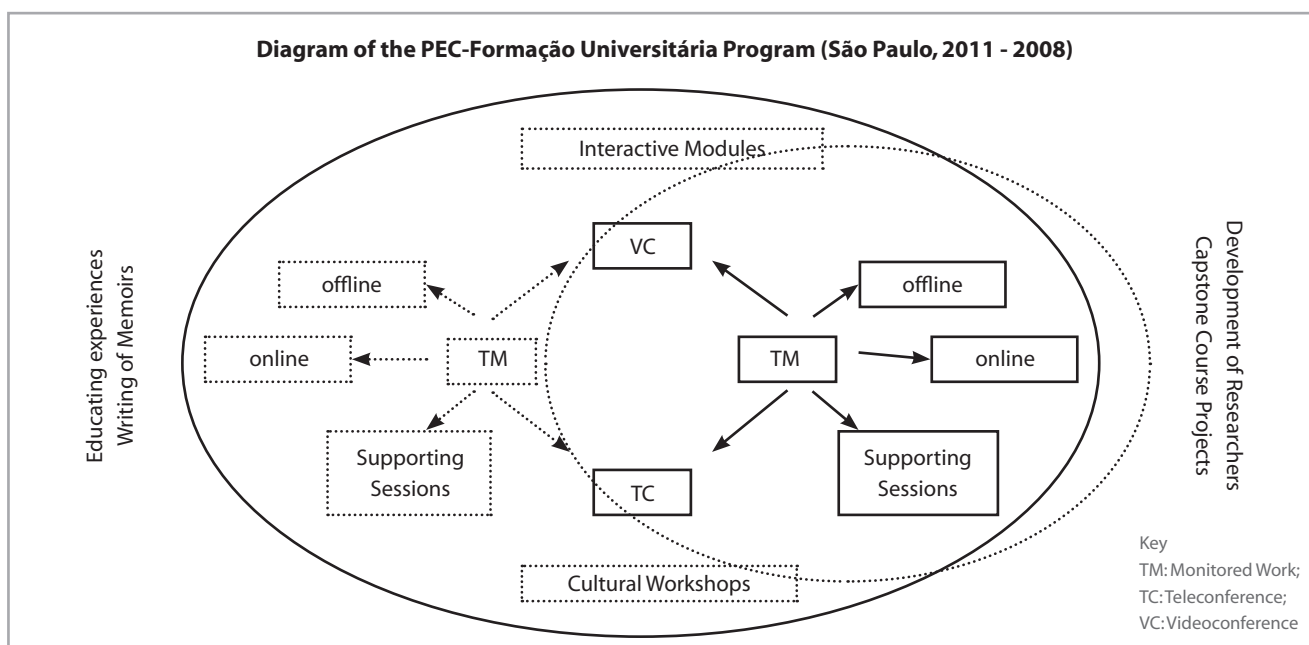 Diagram of the PEC-Formação Universitária Program (São Paulo, 2011 - 2008)
Interactive Modules
VC
offline
offline
online
TM
TM
online
Supporting
Sessions
TC
Supporting
Sessions
Cultural Workshops
Educating experiences
Writing of Memoirs
Development of Researchers
Capstone Course Projects
Key
TM: Monitored Work;
TC: Teleconference;
VC: Videoconference